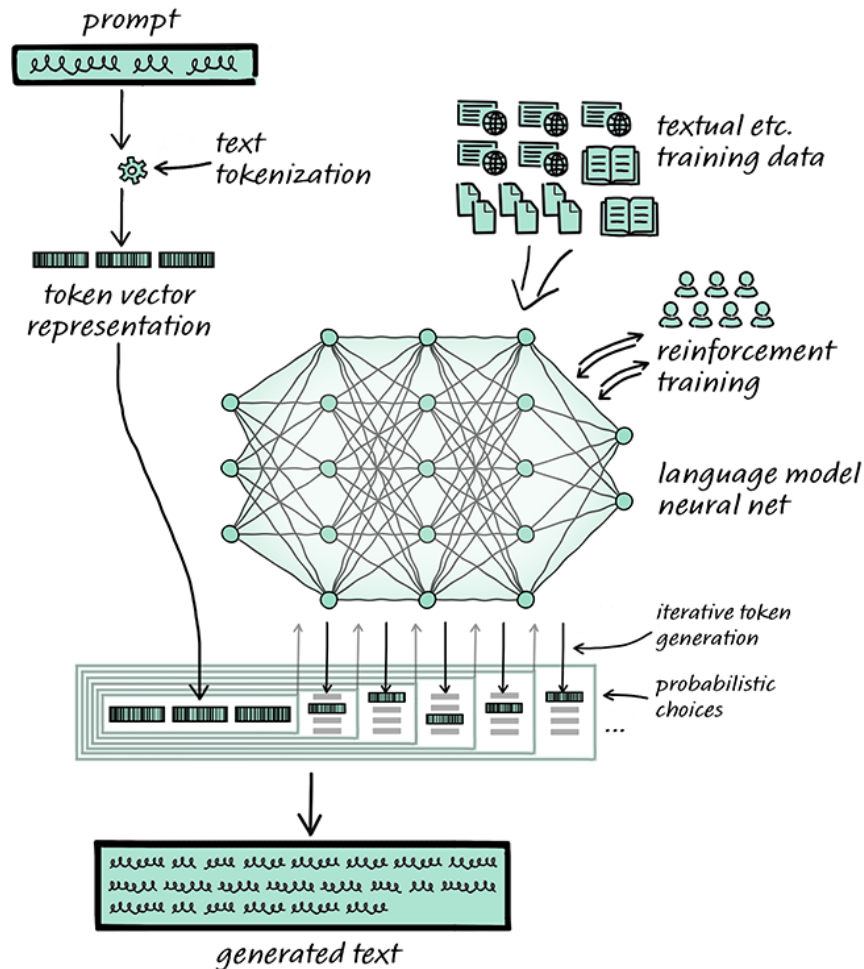 prompt
text
tokenization
token vector
representation
textual etc.
training data
reinforcement
training
language model
neural net
iterative token
generation
probabilistic
choices
...
generated text